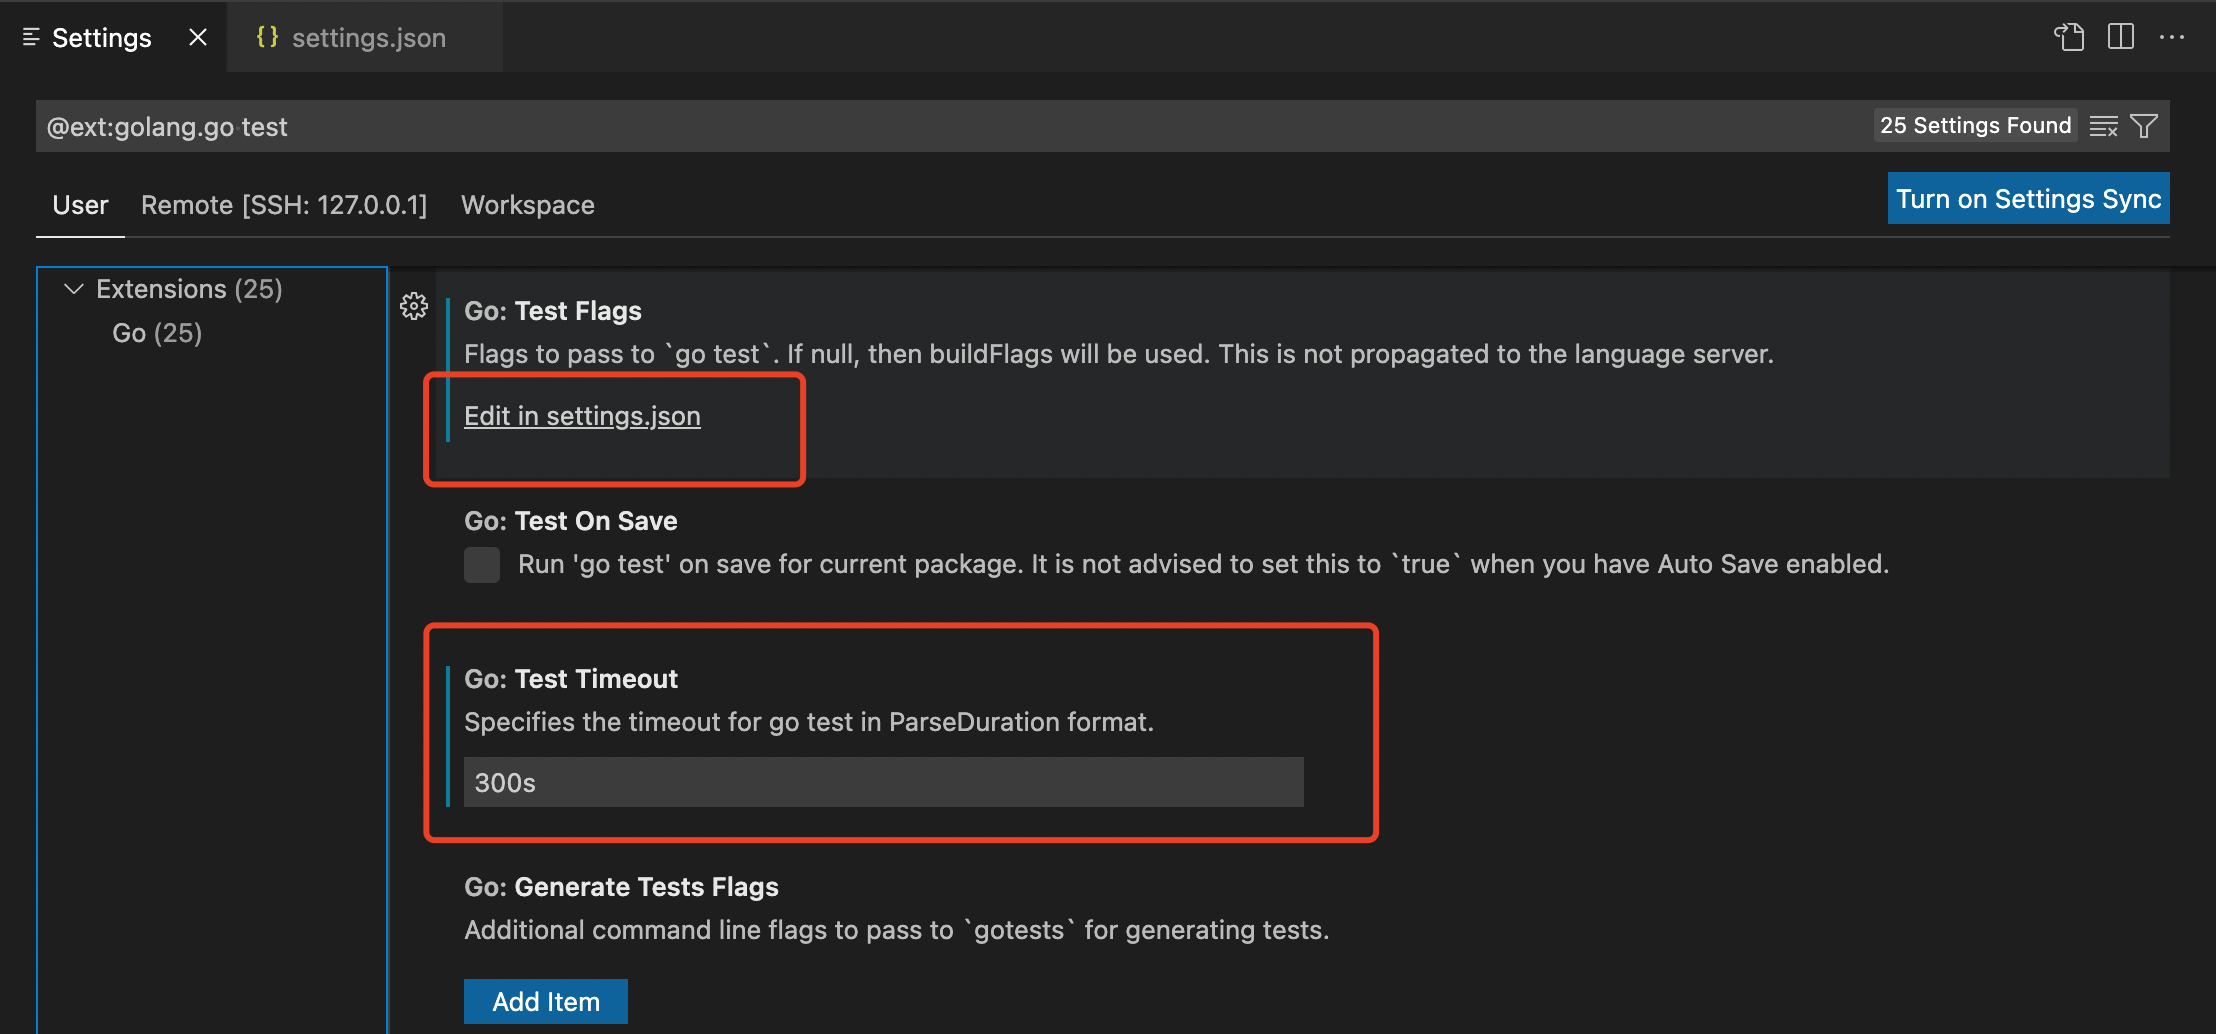 Settings
settings.json
@ext:golang.go test
25 Settings Found
User
Remote [SSH: 127.0.0.1]
Workspace
Turn on Settings Sync
Extensions (25)
Go (25)
Go: Test Flags
Flags to pass to `go test`. If null, then buildFlags will be used. This is not propagated to the language server.
Edit in settings.json
Go: Test On Save
Run 'go test' on save for current package. It is not advised to set this to `true` when you have Auto Save enabled.
Go: Test Timeout
Specifies the timeout for go test in ParseDuration format.
300s
Go: Generate Tests Flags
Additional command line flags to pass to `gotests` for generating tests.
Add Item